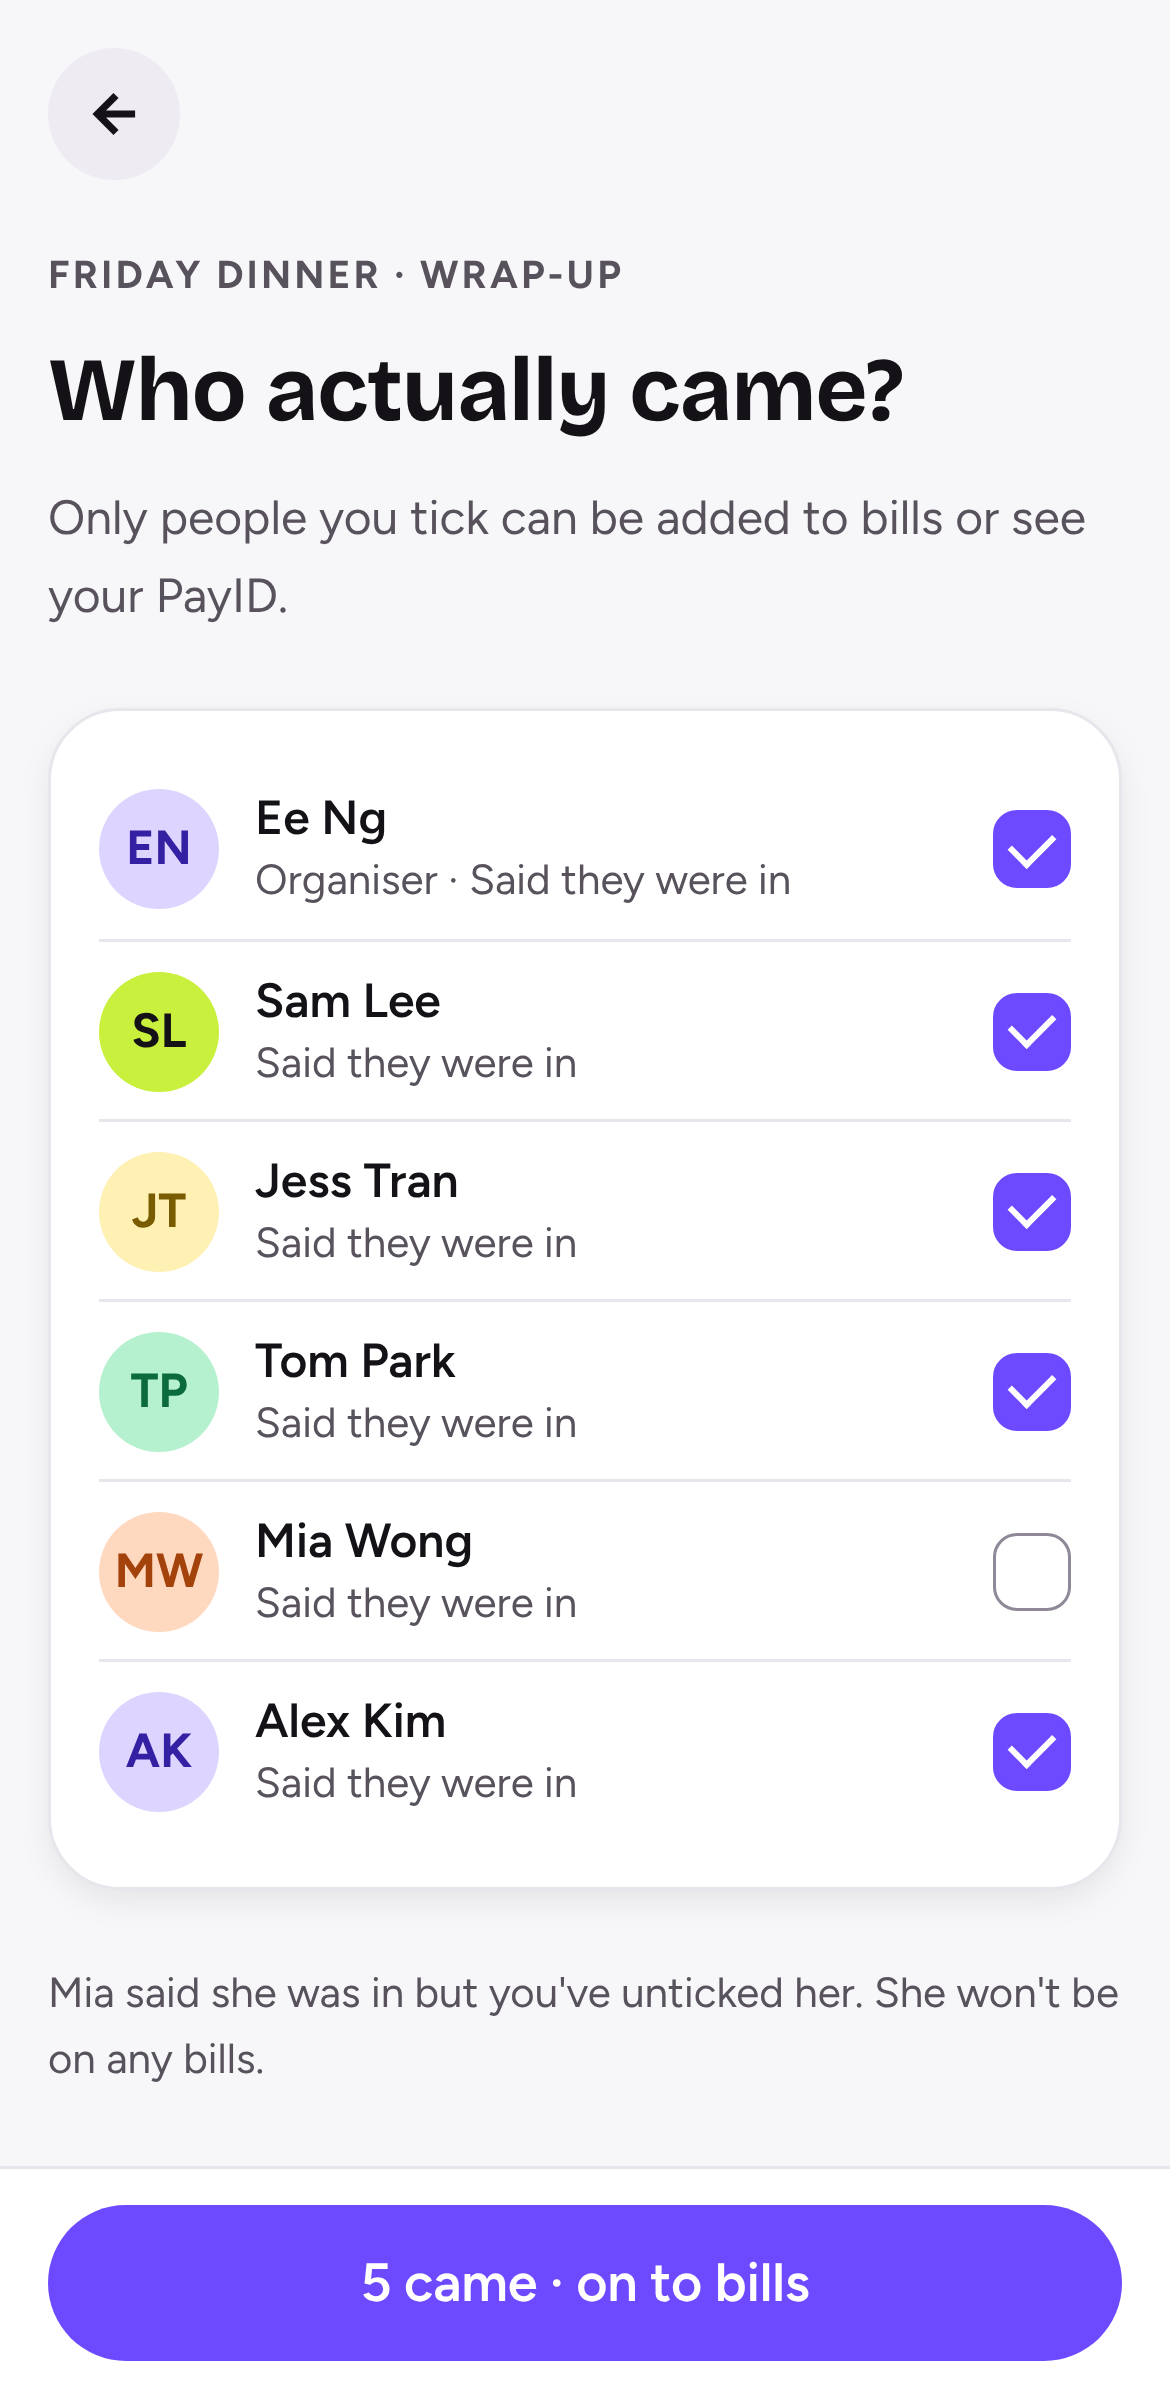 FRIDAY DINNER · WRAP-UP
Who actually came?
Only people you tick can be added to bills or see
your PayID.
EN
Ee Ng
Organiser · Said they were in
SL
Sam Lee
Said they were in
JT
Jess Tran
Said they were in
TP
Tom Park
Said they were in
MW
Mia Wong
Said they were in
AK
Alex Kim
Said they were in
Mia said she was in but you've unticked her. She won't be
on any bills.
5 came · on to bills